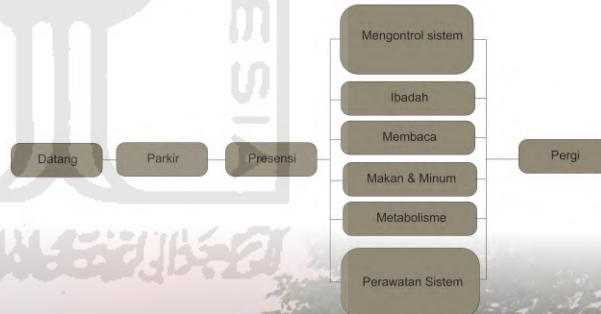 Mengontrol sistem
Ibadah
Membaca
Datang
Parkir
Presensi
Makan & Minum
Pergi
Metabolisme
Perawatan Sistem